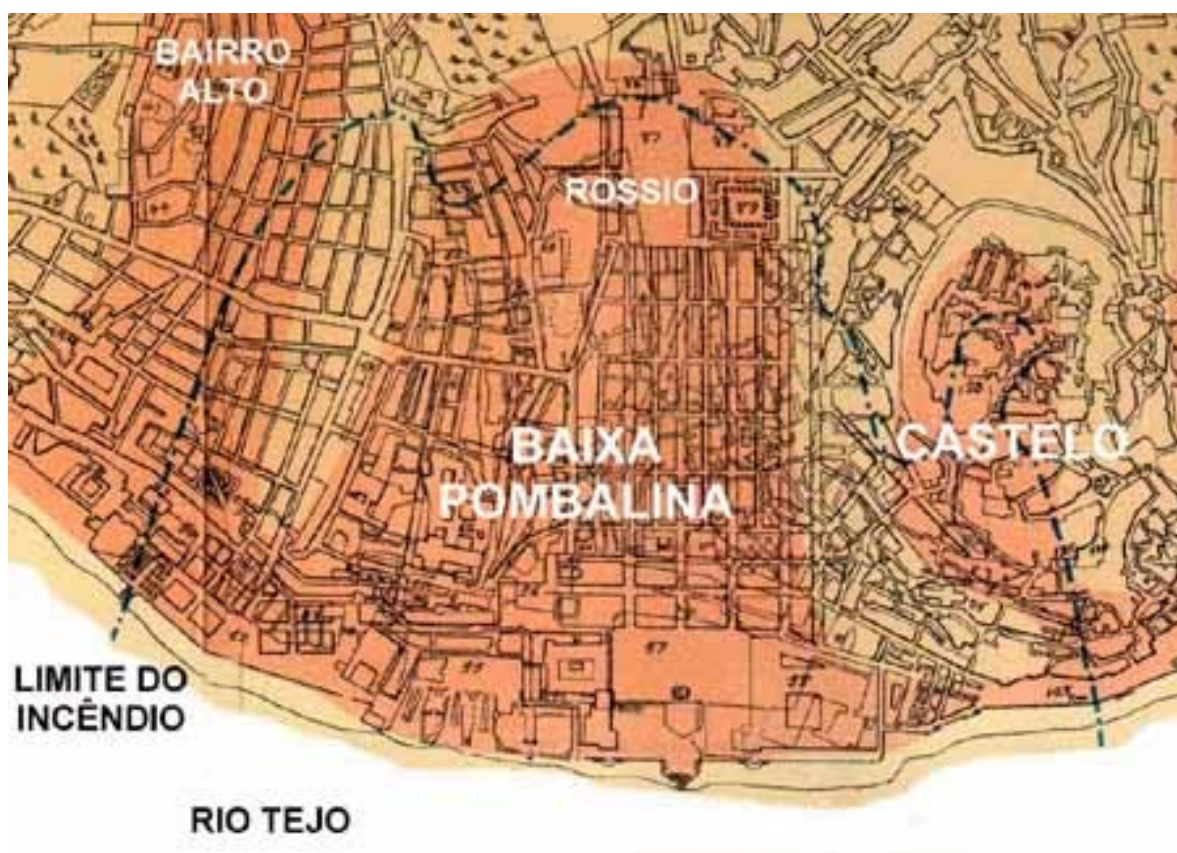 BAIRRO
ALTO
ROSSIO
BAIXA
POMBALINA
CASTELO
LIMITE DO
INCÊNDIO
RIO TEJO